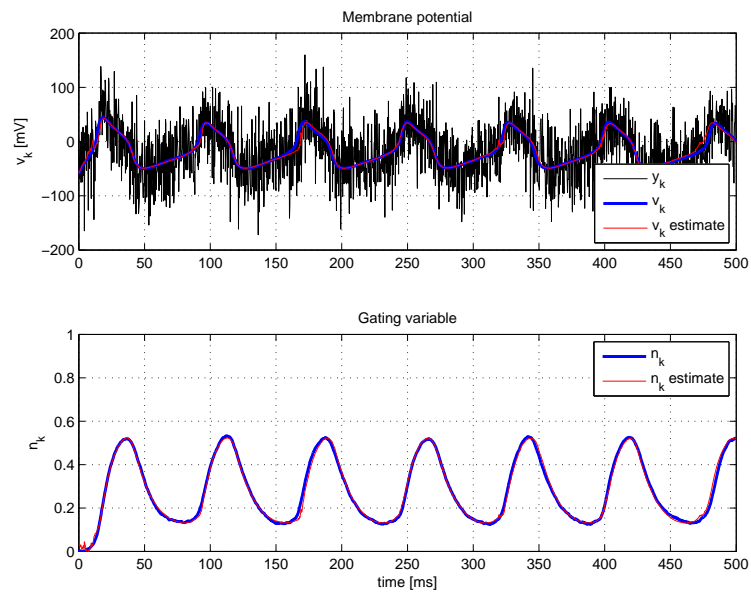 Membrane potential
v_k [mV]
200
100
0
−100
−200
0 50 100 150 200 250 300 350 400 450 500
y_k
v_k
v_k estimate
Gating variable
n_k
1
0.8
0.6
0.4
0.2
0
0 50 100 150 200 250 300 350 400 450 500
n_k
n_k estimate
time [ms]